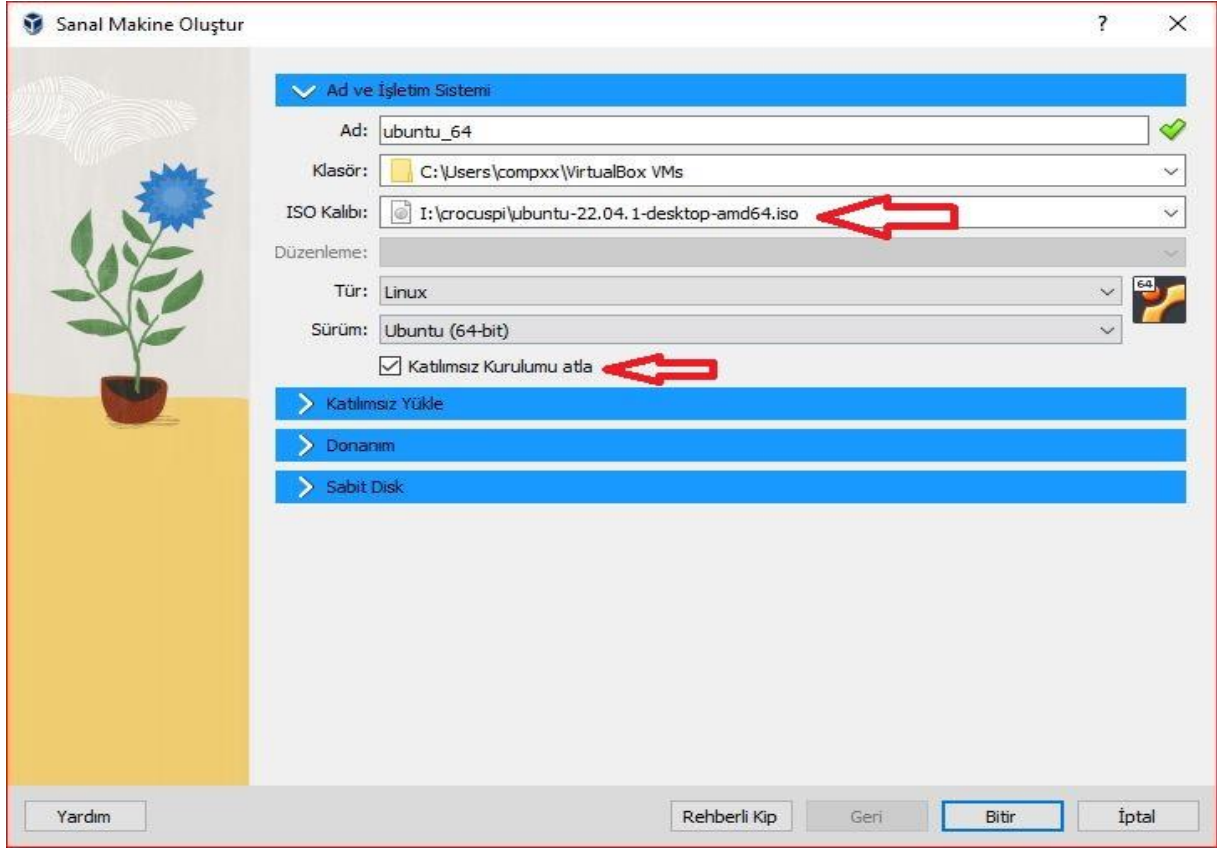 Sanal Makine Oluştur
?
Ad ve İşletim Sistemi
Ad: ubuntu_64
Klasör: C:\Users\compxx\VirtualBox VMs
ISO Kalıbı: I:\crocuspi\ubuntu-22.04.1-desktop-amd64.iso
Düzenleme:
Tür: Linux
64
Sürüm: Ubuntu (64-bit)
Katılımsız Kurulumu atla
Katılımsız Yükle
Donanım
Sabit Disk
Yardım Rehberli Kip Geri Bitir İptal